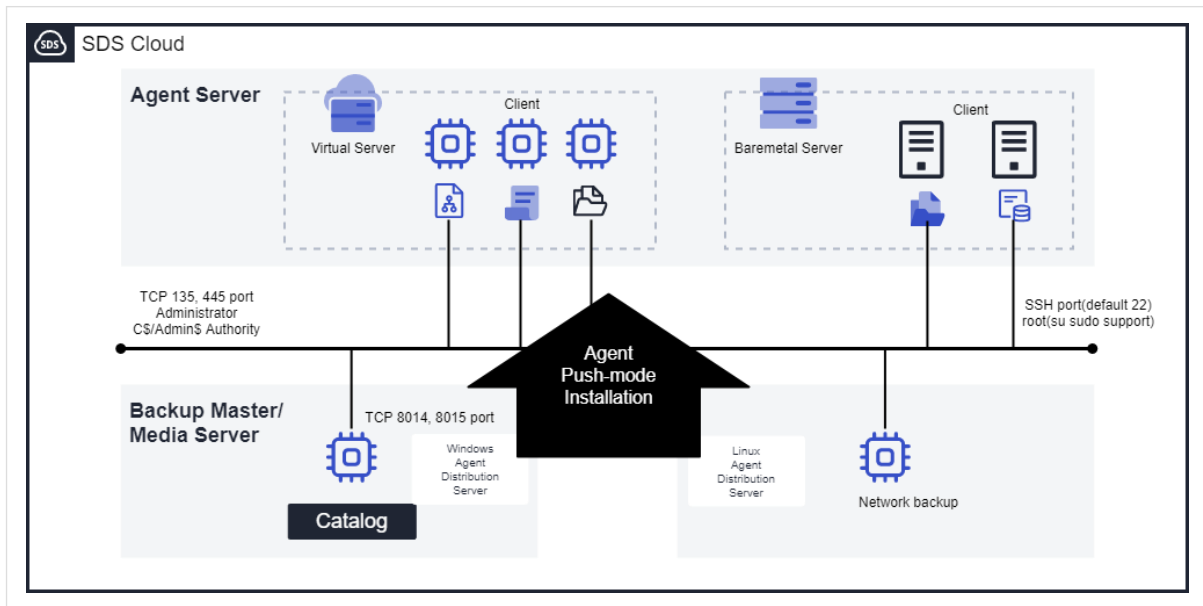 SDS
SDS Cloud
Agent Server
Virtual Server
Client
Baremetal Server
Client
TCP 135, 445 port
Administrator
C$/Admin$ Authority
SSH port(default 22)
root(su sudo support)
Agent
Push-mode
Installation
Backup Master/
Media Server
TCP 8014, 8015 port
Windows
Agent
Distribution
Server
Catalog
Linux
Agent
Distribution
Server
Network backup